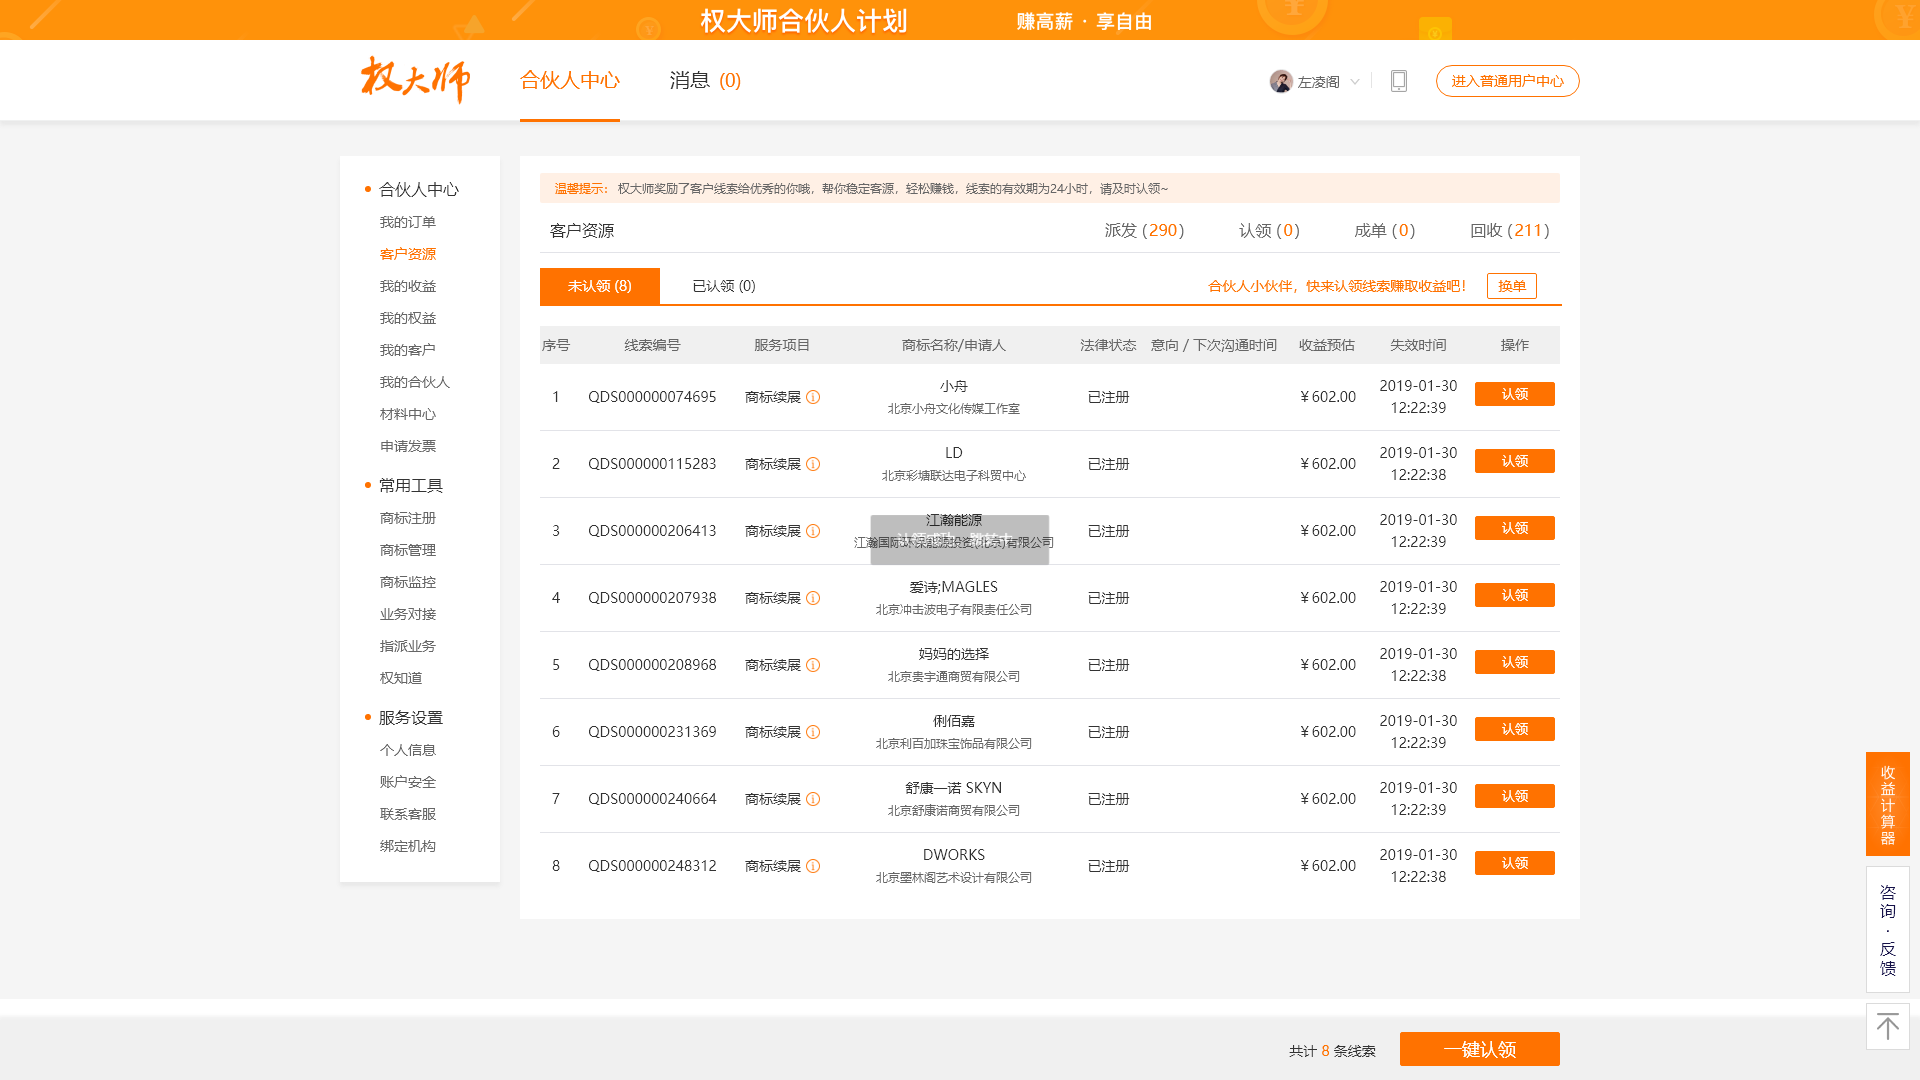 权大师合伙人计划 赚高薪 · 享自由
权大师 合伙人中心 消息 (0) 左凌阁 进入普通用户中心
合伙人中心
我的订单
客户资源
我的收益
我的权益
我的客户
我的合伙人
材料中心
申请发票
常用工具
商标注册
商标管理
商标监控
业务对接
指派业务
权知道
服务设置
个人信息
账户安全
联系客服
绑定机构
温馨提示： 权大师奖励了客户线索给优秀的你哦，帮你稳定客源，轻松赚钱，线索的有效期为24小时，请及时认领~
客户资源 派发 (290) 认领 (0) 成单 (0) 回收 (211)
未认领 (8) 已认领 (0) 合伙人小伙伴，快来认领线索赚取收益吧！ 换单
序号 线索编号 服务项目 商标名称/申请人 法律状态 意向 / 下次沟通时间 收益预估 失效时间 操作
1 QDS000000074695 商标续展 小舟 北京小舟文化传媒工作室 已注册 ￥602.00 2019-01-30 12:22:39 认领
2 QDS000000115283 商标续展 LD 北京彩塘联达电子科贸中心 已注册 ￥602.00 2019-01-30 12:22:38 认领
3 QDS000000206413 商标续展 江瀚能源 江瀚国际环保能源投资(北京)有限公司 已注册 ￥602.00 2019-01-30 12:22:39 认领
4 QDS000000207938 商标续展 爱诗;MAGLES 北京冲击波电子有限责任公司 已注册 ￥602.00 2019-01-30 12:22:39 认领
5 QDS000000208968 商标续展 妈妈的选择 北京贵宇通商贸有限公司 已注册 ￥602.00 2019-01-30 12:22:38 认领
6 QDS000000231369 商标续展 俐佰嘉 北京利百加珠宝饰品有限公司 已注册 ￥602.00 2019-01-30 12:22:39 认领
7 QDS000000240664 商标续展 舒康一诺 SKYN 北京舒康诺商贸有限公司 已注册 ￥602.00 2019-01-30 12:22:39 认领
8 QDS000000248312 商标续展 DWORKS 北京墨林阁艺术设计有限公司 已注册 ￥602.00 2019-01-30 12:22:38 认领
收益计算器
咨询·反馈
共计 8 条线索 一键认领